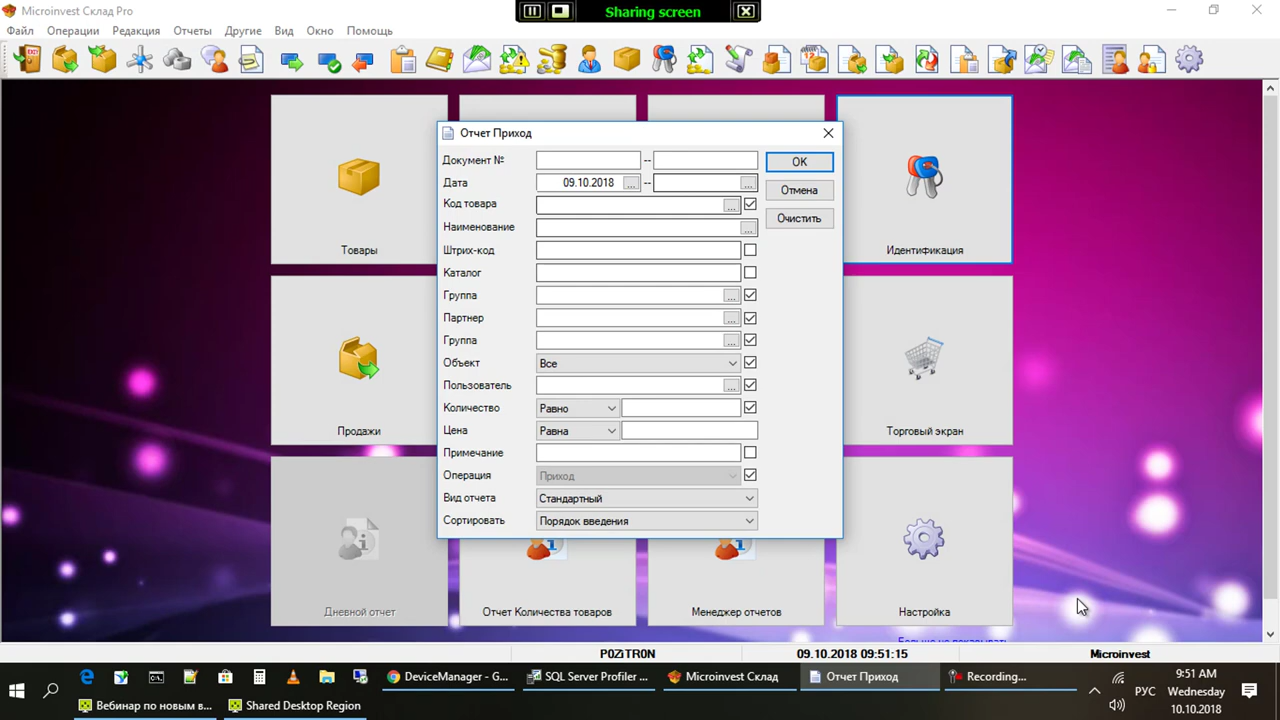 Microinvest Склад Pro
Sharing screen
Файл Операции Редакция Отчеты Другие Вид Окно Помощь
Отчет Приход
Документ № -- OK
Дата 09.10.2018 ... -- ... Отмена
Код товара ...
Очистить
Наименование ...
Штрих-код
Каталог
Группа ...
Партнер ...
Группа ...
Объект Все
Пользователь ...
Количество Равно
Цена Равна
Примечание
Операция Приход
Вид отчета Стандартный
Сортировать Порядок введения
Товары
Идентификация
Продажи
Торговый экран
Дневной отчет
Отчет Количества товаров
Менеджер отчетов
Настройка
Больше не показывать
P0ZiTR0N 09.10.2018 09:51:15 Microinvest
DeviceManager - G... SQL Server Profiler ... Microinvest Склад Отчет Приход Recording...
РУС
9:51 AM
Wednesday
10.10.2018
Вебинар по новым в... Shared Desktop Region